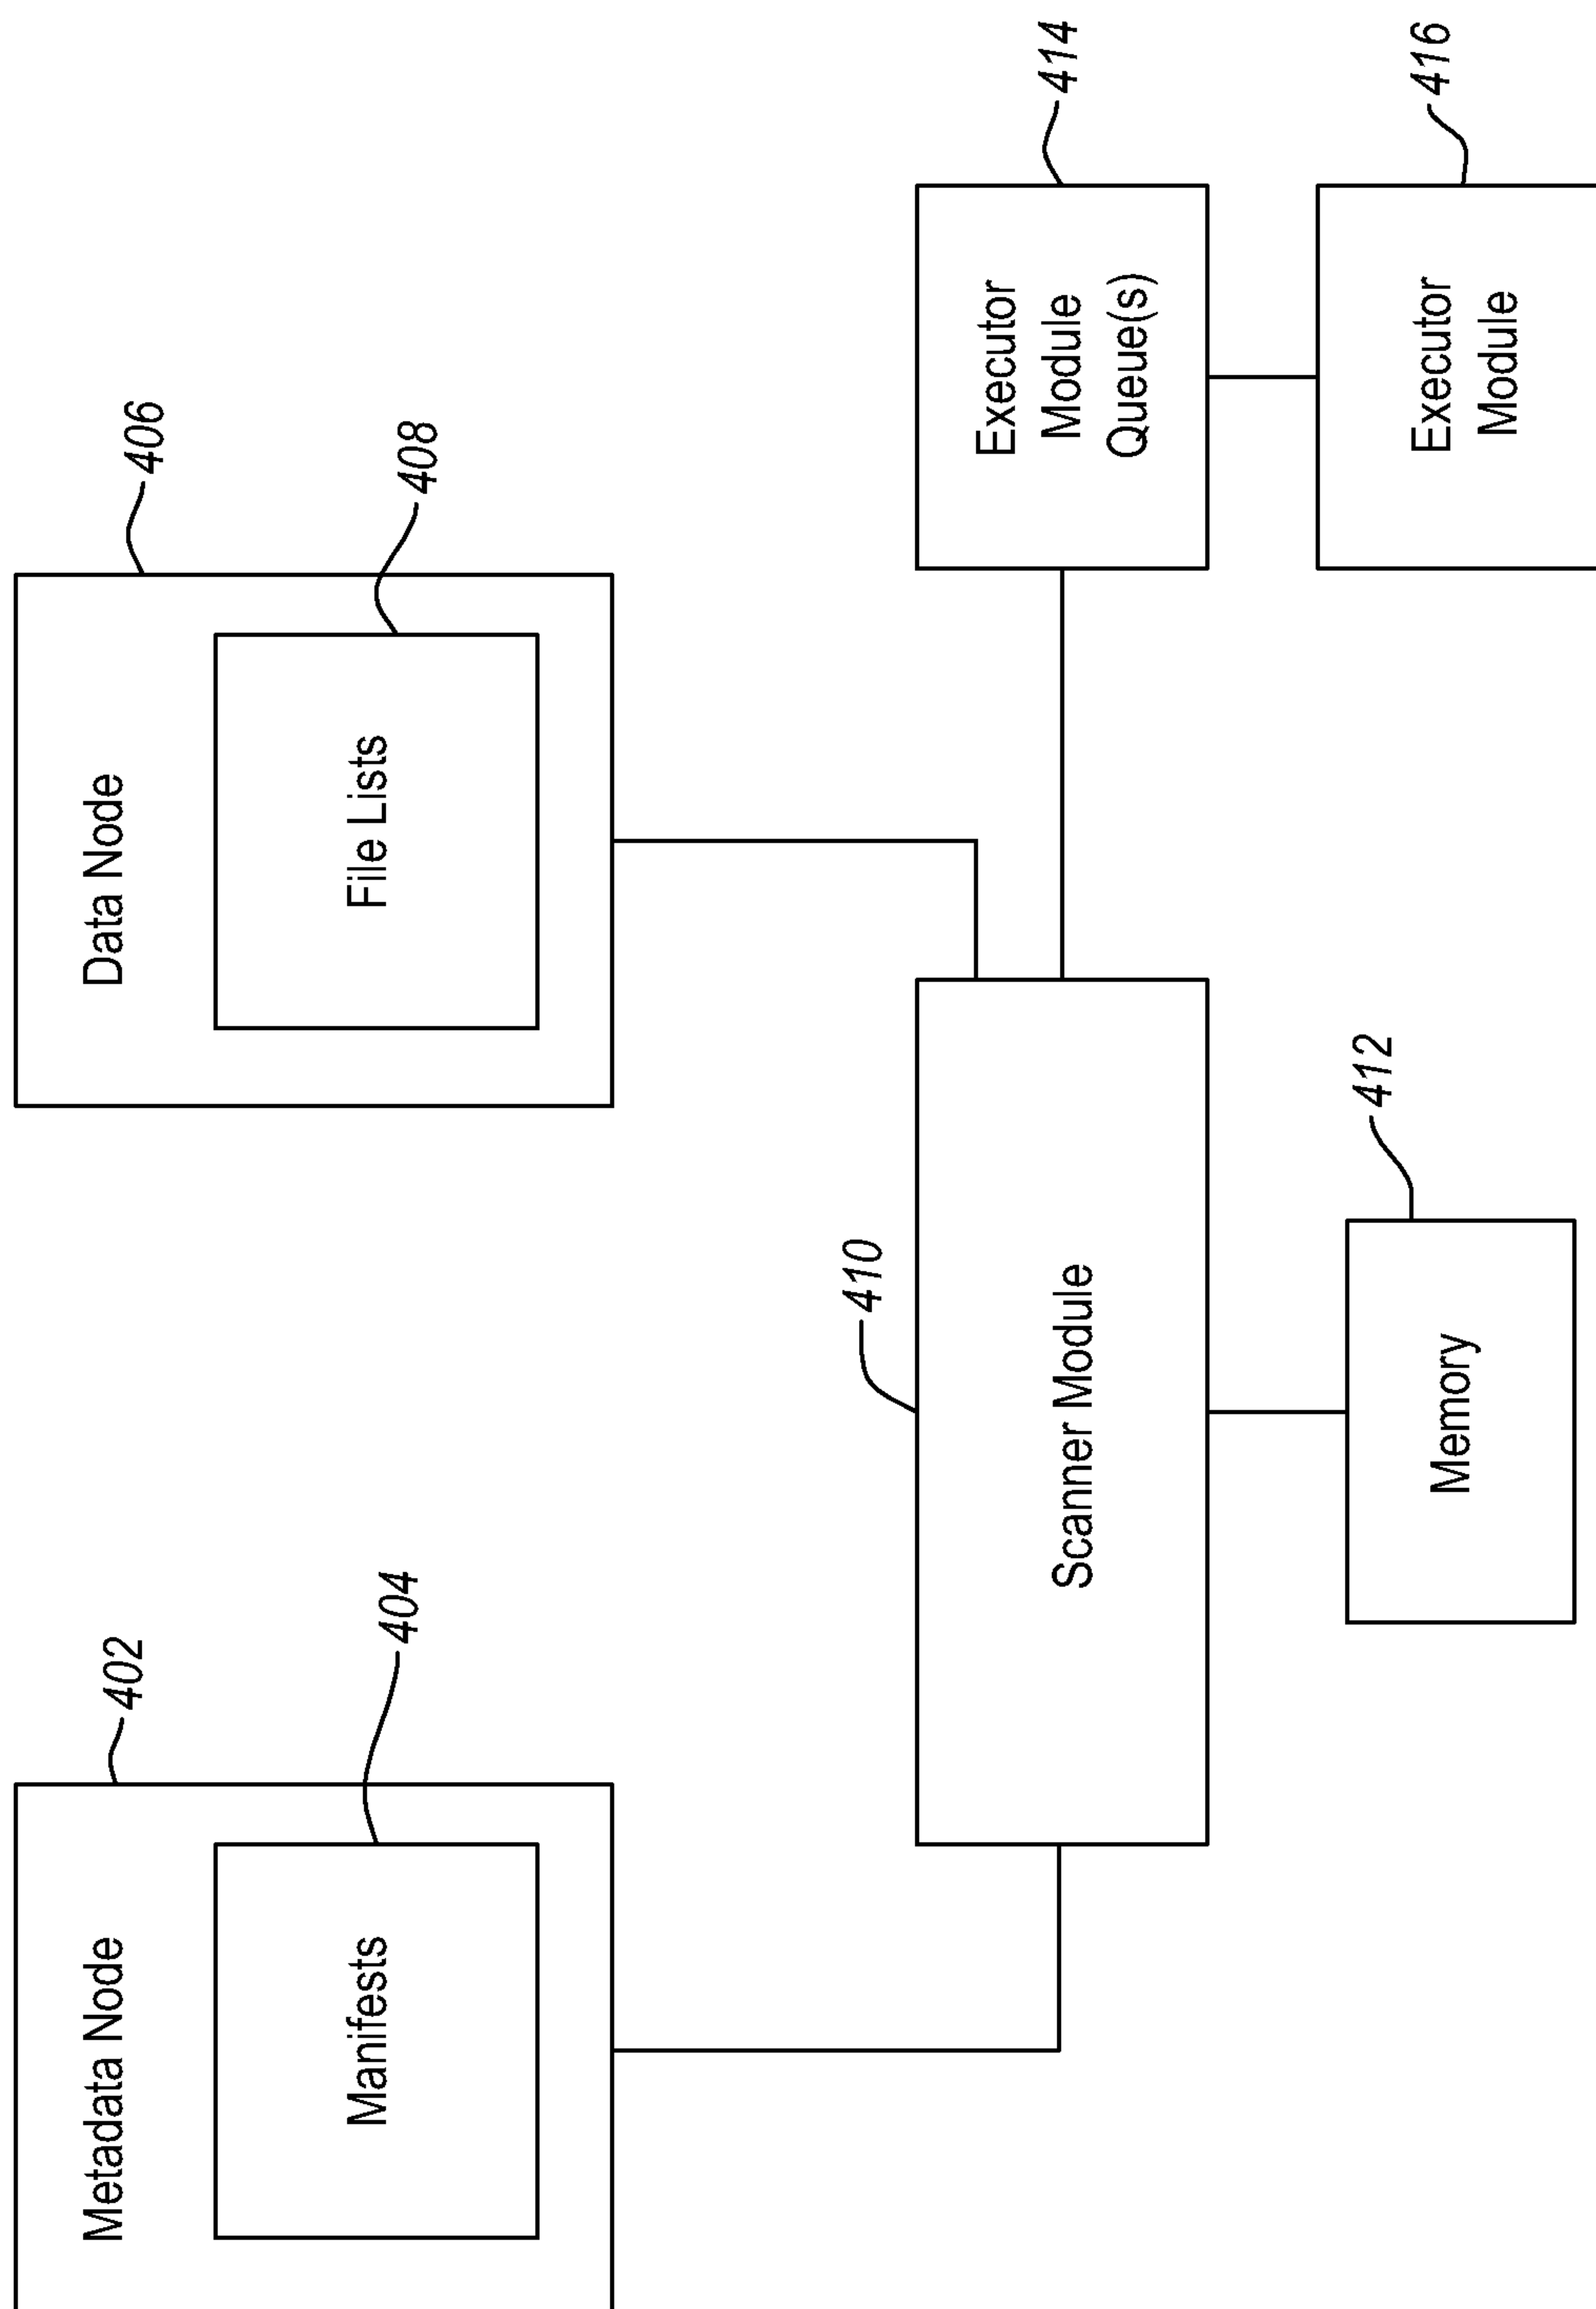 402
Metadata Node
404
Manifests
406
Data Node
408
File Lists
410
Scanner Module
412
Memory
414
Executor
Module
Queue(s)
416
Executor
Module